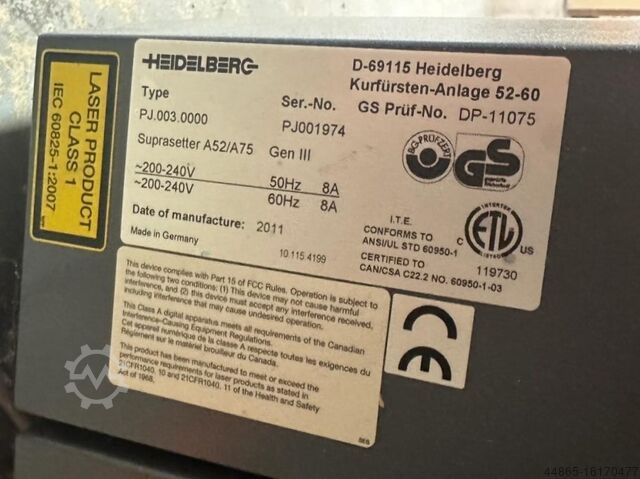 LASER PRODUCT
CLASS 1
IEC 60825-1:2007
HEIDELBERG
D-69115 Heidelberg
Kurfürsten-Anlage 52-60
GS Prüf-No. DP-11075
Type
PJ.003.0000
Ser.-No.
PJ001974
Suprasetter A52/A75 Gen III
~200-240V 50Hz 8A
~200-240V 60Hz 8A
Date of manufacture: 2011
Made in Germany
10.115.4199
BG-PRÜFZERT
GS
I.T.E.
CONFORMS TO
ANSI/UL STD 60950-1
CERTIFIED TO
CAN/CSA C22.2 NO. 60950-1-03
INTERTEK
C ETL US
LISTED
119730
This device complies with Part 15 of FCC Rules. Operation is subject to
the following two conditions: (1) This device may not cause harmful
interference, and (2) this device must accept any interference received,
including interference that may cause undesired operation.
This Class A digital apparatus meets all requirements of the Canadian
Interference-Causing Equipment Regulations.
Cet appareil numérique de la classe A respecte toutes les exigences du
Règlement sur le matériel brouilleur du Canada.
This product has been manufactured to meet or exceed the
performance requirements for laser products as stated in
21CFR1040. 10 and 21CFR1040. 11 of the Health and Safety
Act of 1968.
CE
44865-16170477